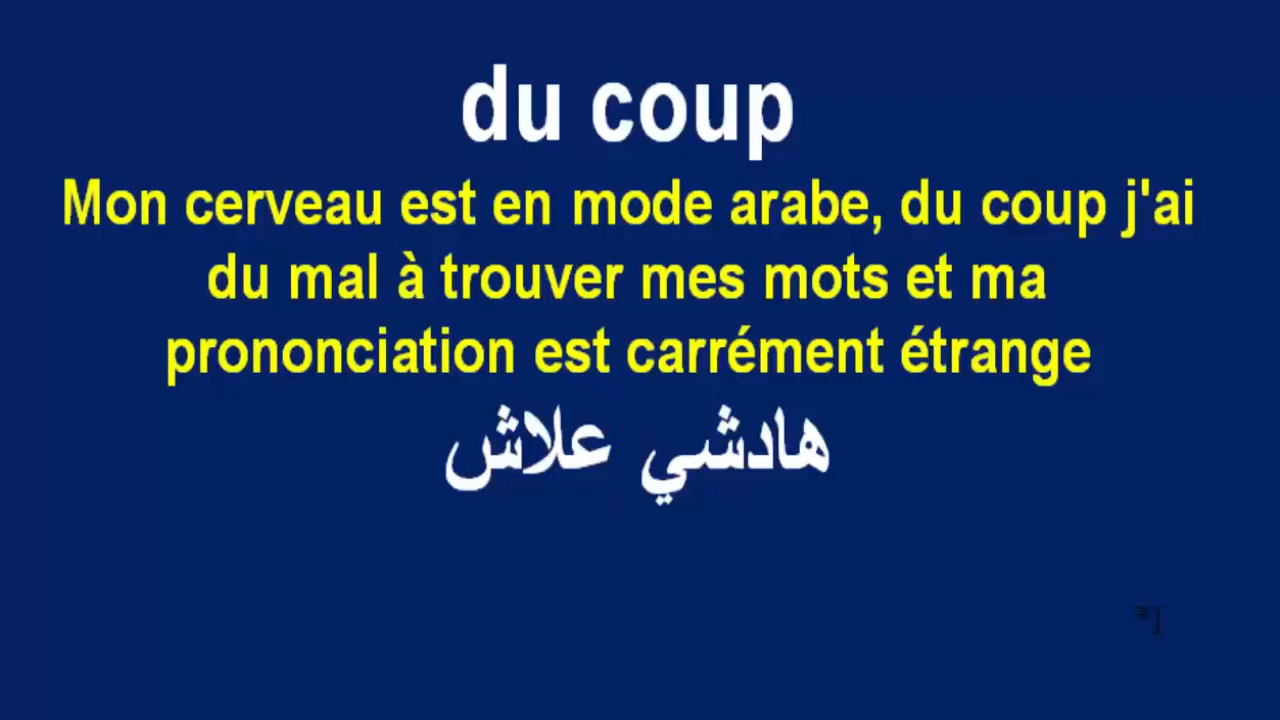 du coup
Mon cerveau est en mode arabe, du coup j'ai
du mal à trouver mes mots et ma
prononciation est carrément étrange
هادشي علاش